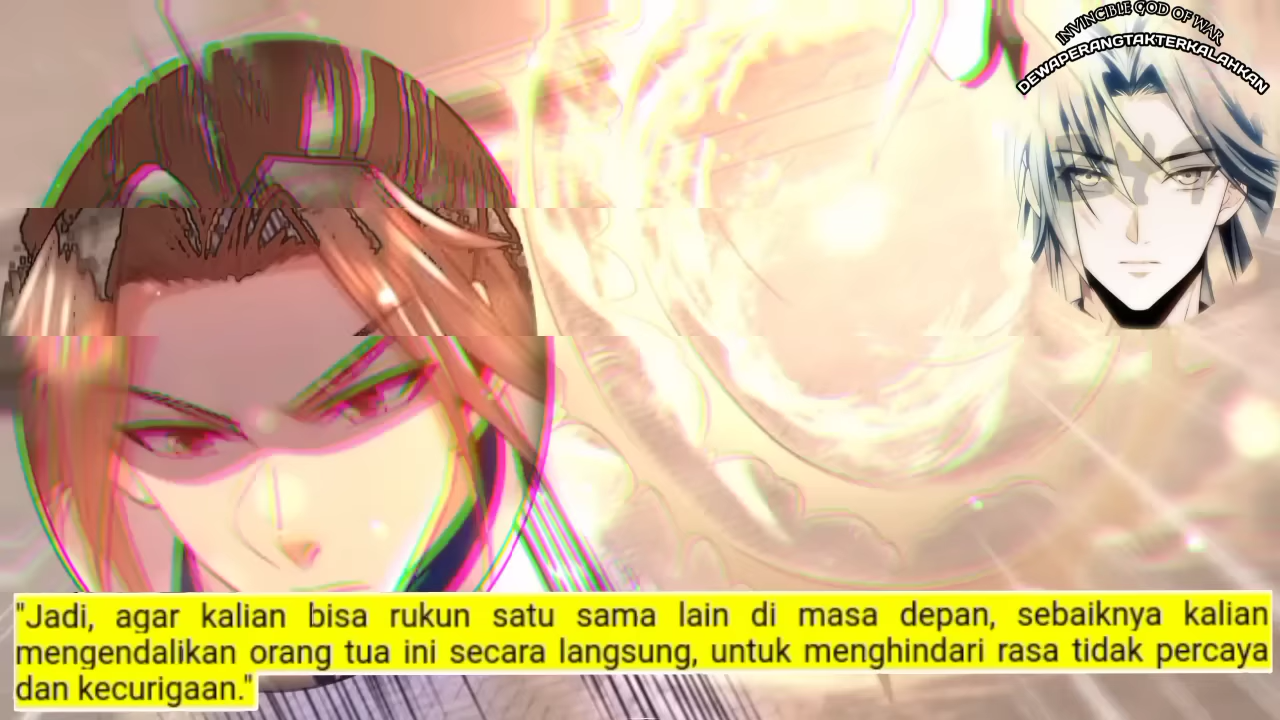 INVINCIBLE GOD OF WAR
DEWAPERANGTAKTERKALAHKAN
"Jadi, agar kalian bisa rukun satu sama lain di masa depan, sebaiknya kalian
mengendalikan orang tua ini secara langsung, untuk menghindari rasa tidak percaya
dan kecurigaan."